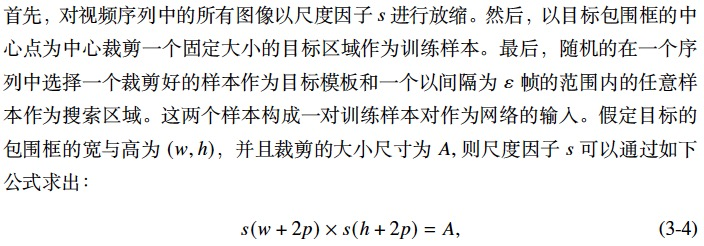 首先，对视频序列中的所有图像以尺度因子 s 进行放缩。然后，以目标包围框的中
心点为中心裁剪一个固定大小的目标区域作为训练样本。最后，随机的在一个序
列中选择一个裁剪好的样本作为目标模板和一个以间隔为 ε 帧的范围内的任意样
本作为搜索区域。这两个样本构成一对训练样本对作为网络的输入。假定目标的
包围框的宽与高为 (w, h)，并且裁剪的大小尺寸为 A, 则尺度因子 s 可以通过如下
公式求出：
s(w + 2p) × s(h + 2p) = A, (3-4)